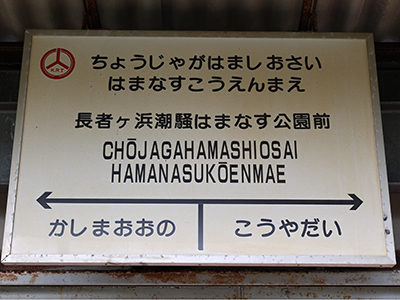 ちょうじゃがはましおさい
はまなすこうえんまえ
長者ヶ浜潮騒はまなす公園前
CHŌJAGAHAMASHIOSAI
HAMANASUKŌENMAE
かしまおおの こうやだい